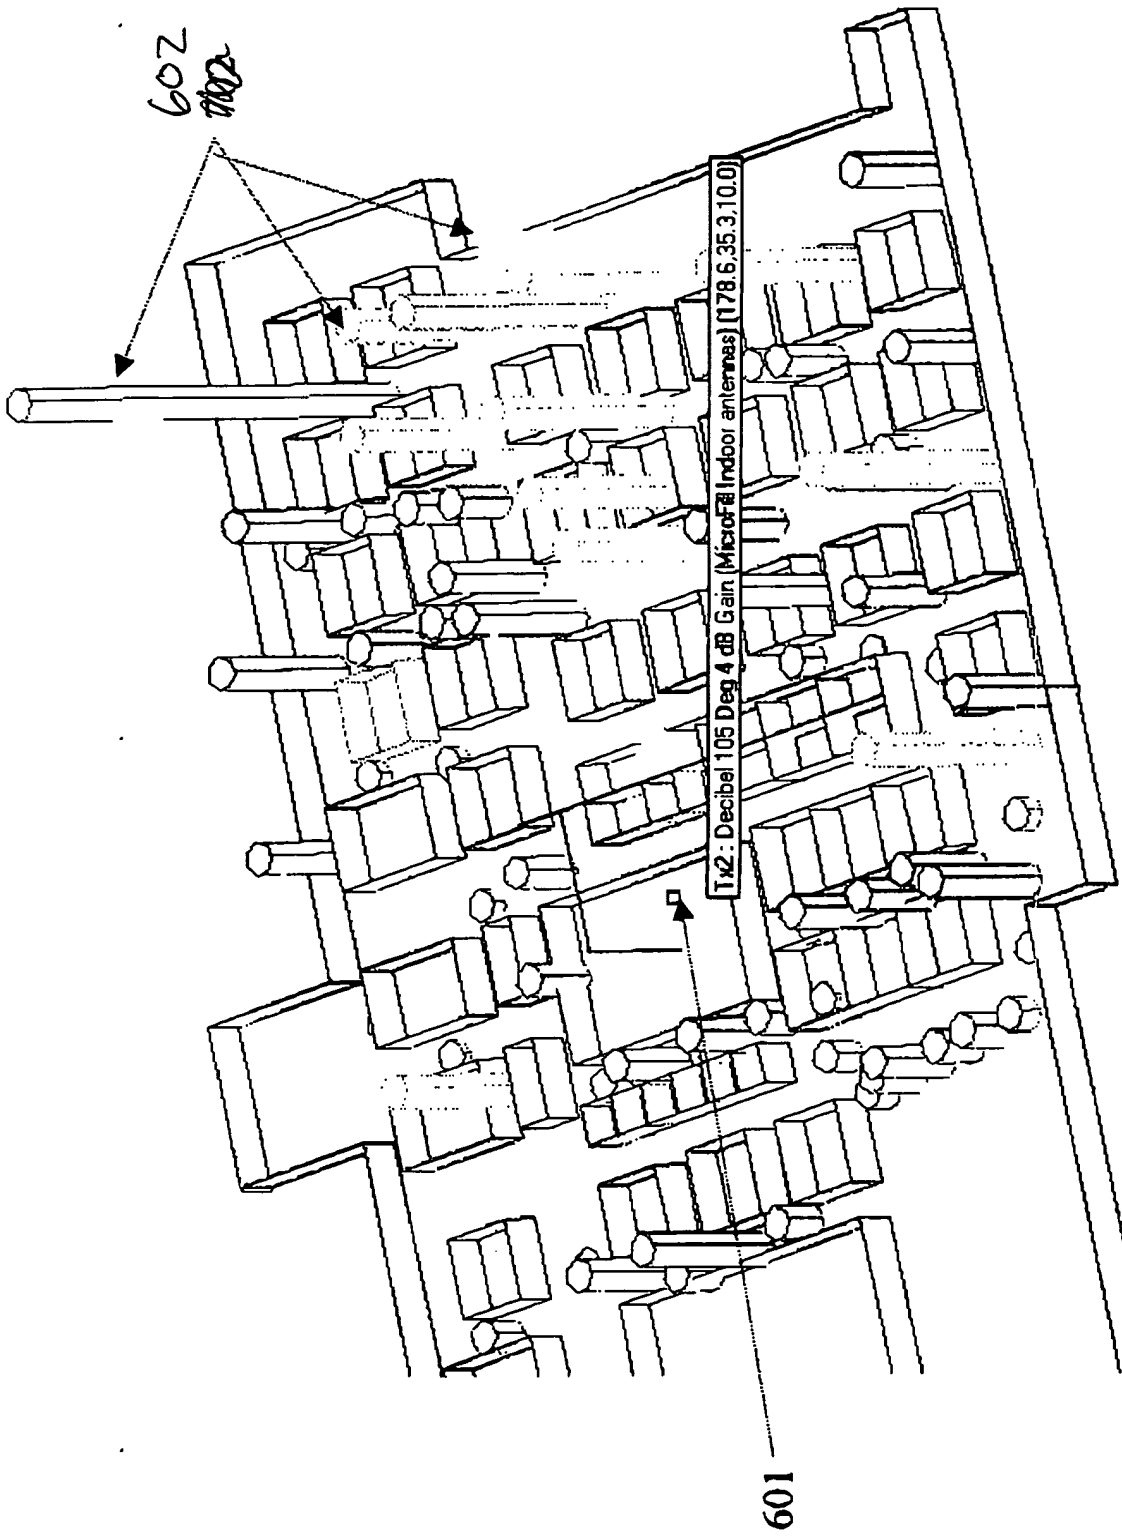 602
Tx2: Decibel 105 Deg 4 dB Gain (MicroFill Indoor antennas) (178.6,35.3,10.0)
601